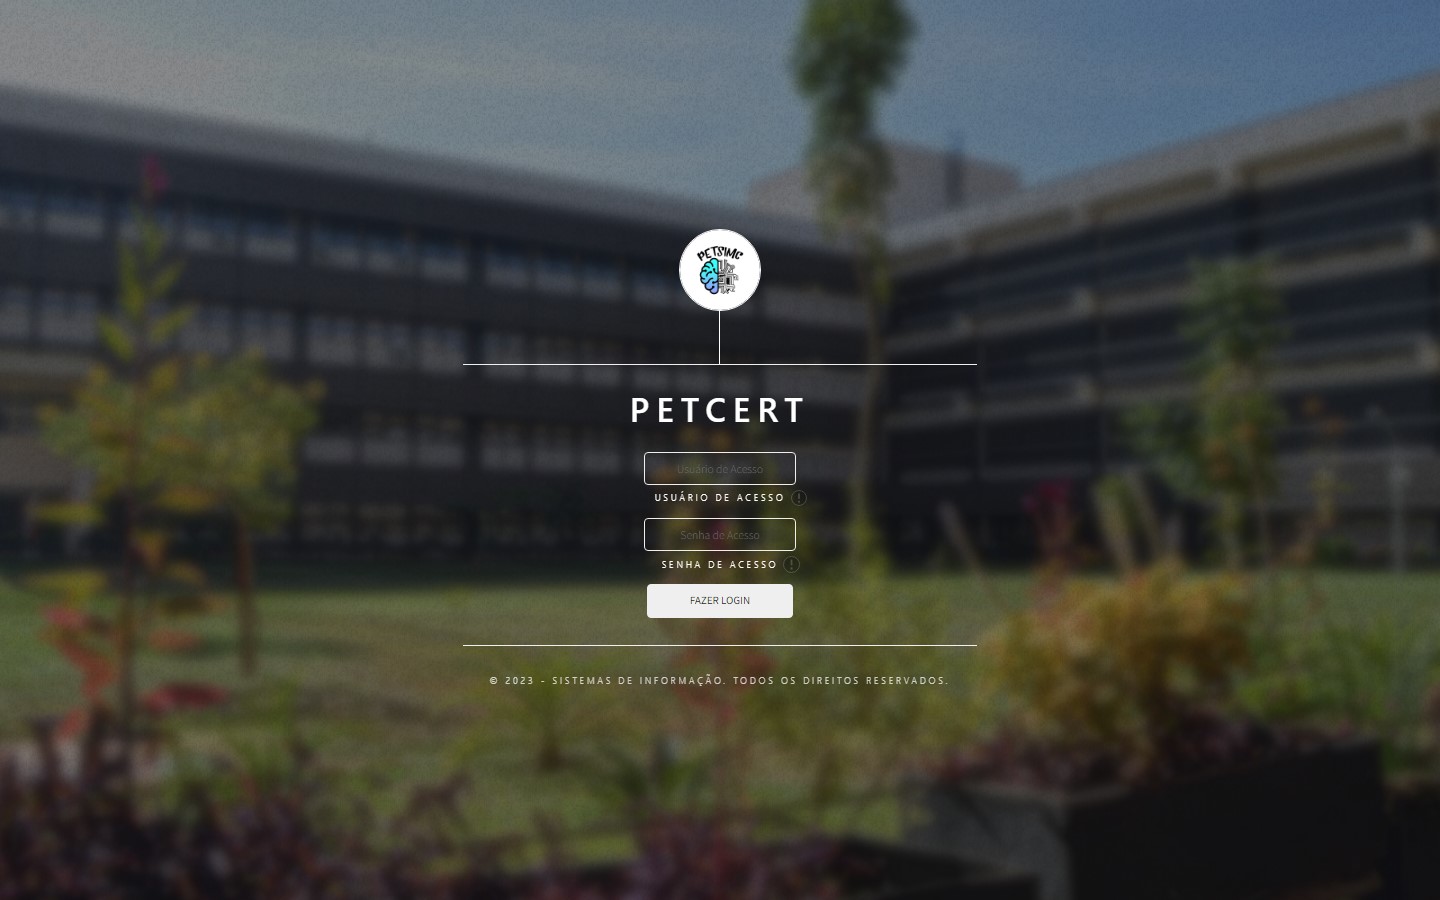 PETSIMC
PETCERT
Usuário de Acesso
USUÁRIO DE ACESSO
Senha de Acesso
SENHA DE ACESSO
FAZER LOGIN
© 2023 - SISTEMAS DE INFORMAÇÃO. TODOS OS DIREITOS RESERVADOS.